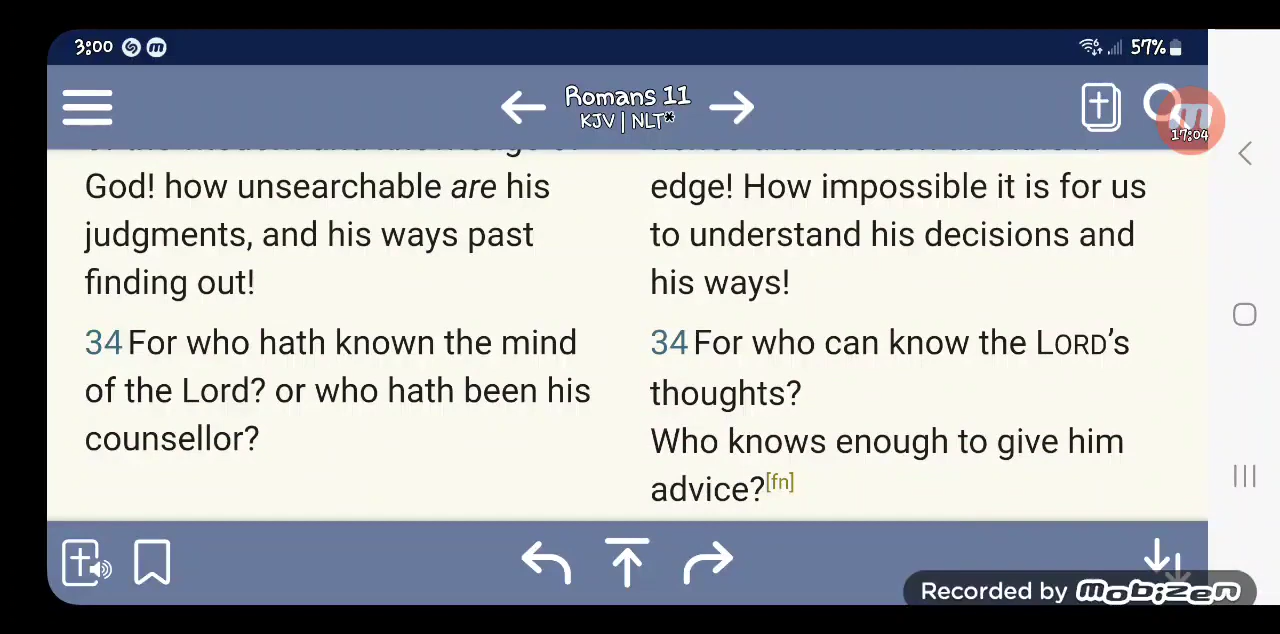 3:00
57%
Romans 11
KJV | NLT*
17:04
God! how unsearchable are his
judgments, and his ways past
finding out!
34 For who hath known the mind
of the Lord? or who hath been his
counsellor?
edge! How impossible it is for us
to understand his decisions and
his ways!
34 For who can know the LORD’s
thoughts?
Who knows enough to give him
advice?[fn]
Recorded by mobizen